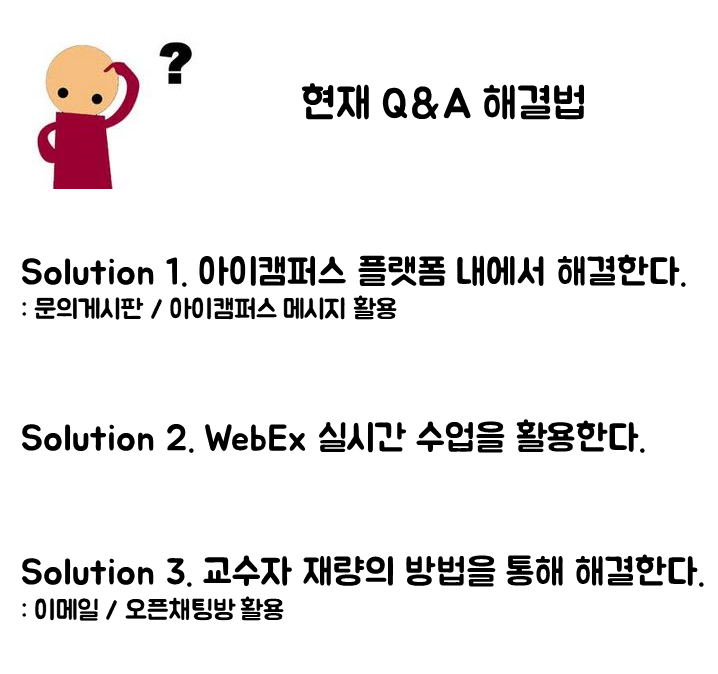 ?
현재 Q&A 해결법
Solution 1. 아이캠퍼스 플랫폼 내에서 해결한다.
: 문의게시판 / 아이캠퍼스 메시지 활용
Solution 2. WebEx 실시간 수업을 활용한다.
Solution 3. 교수자 재량의 방법을 통해 해결한다.
: 이메일 / 오픈채팅방 활용